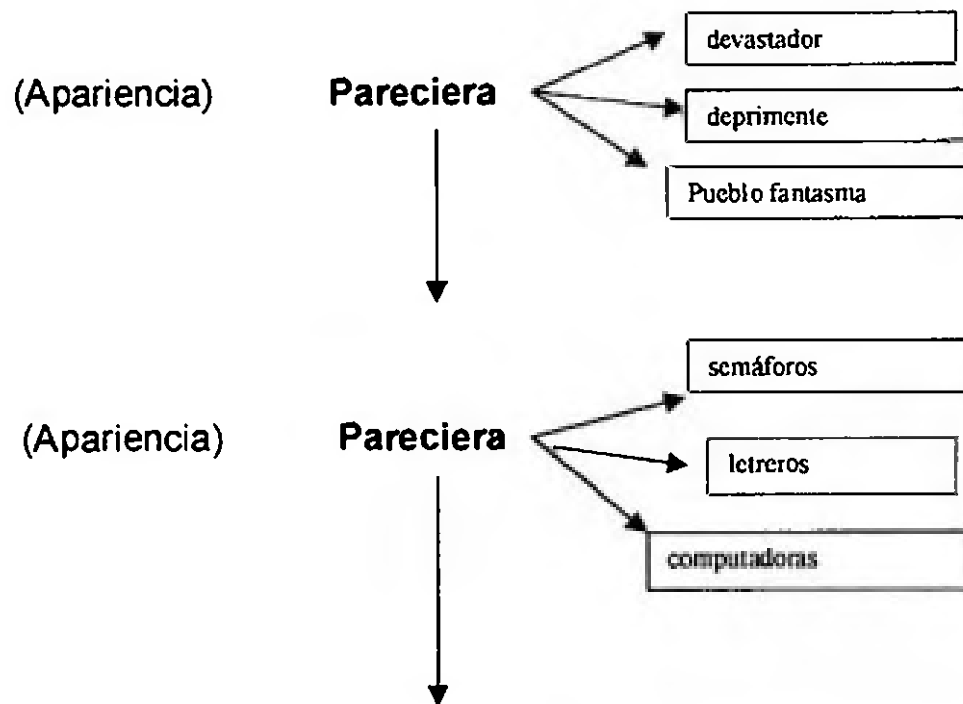 devastador
(Apariencia) Pareciera
deprimente
Pueblo fantasma
semáforos
(Apariencia) Pareciera
letreros
computadoras